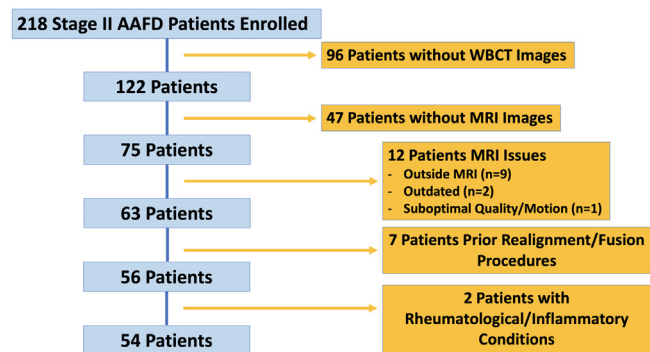 218 Stage II AAFD Patients Enrolled
96 Patients without WBCT Images
122 Patients
47 Patients without MRI Images
75 Patients
12 Patients MRI Issues
- Outside MRI (n=9)
- Outdated (n=2)
- Suboptimal Quality/Motion (n=1)
63 Patients
7 Patients Prior Realignment/Fusion
Procedures
56 Patients
2 Patients with
Rheumatological/Inflammatory
Conditions
54 Patients